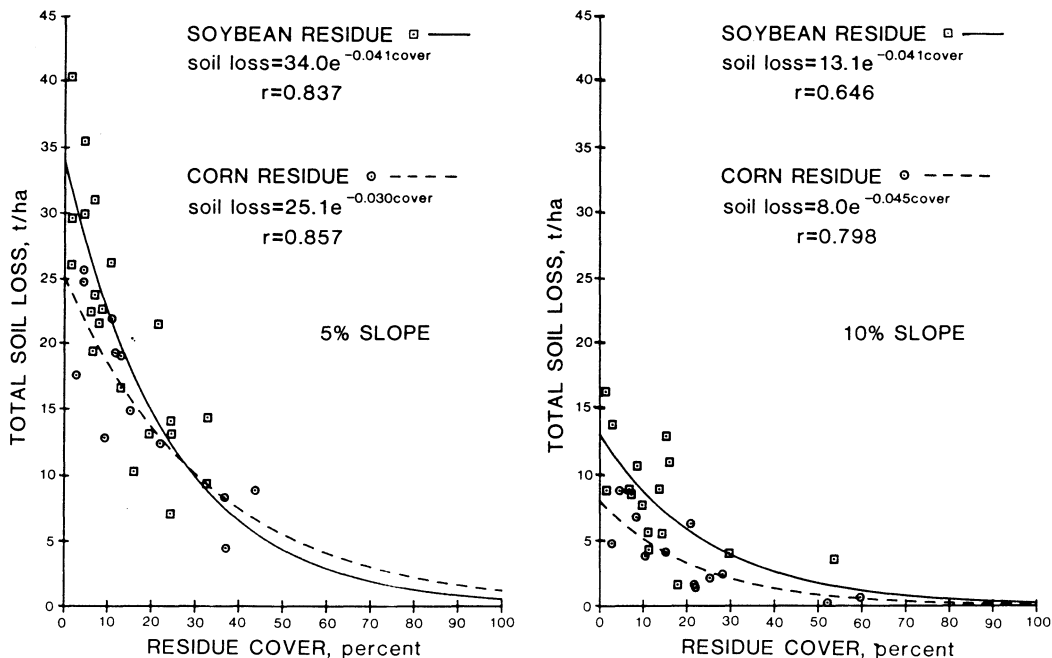 SOYBEAN RESIDUE
soil loss=34.0e^-0.041cover
r=0.837
CORN RESIDUE
soil loss=25.1e^-0.030cover
r=0.857
5% SLOPE
TOTAL SOIL LOSS, t/ha
45
40
35
30
25
20
15
10
5
0
0 10 20 30 40 50 60 70 80 90 100
RESIDUE COVER, percent
SOYBEAN RESIDUE
soil loss=13.1e^-0.041cover
r=0.646
CORN RESIDUE
soil loss=8.0e^-0.045cover
r=0.798
10% SLOPE
TOTAL SOIL LOSS, t/ha
45
40
35
30
25
20
15
10
5
0
0 10 20 30 40 50 60 70 80 90 100
RESIDUE COVER, percent